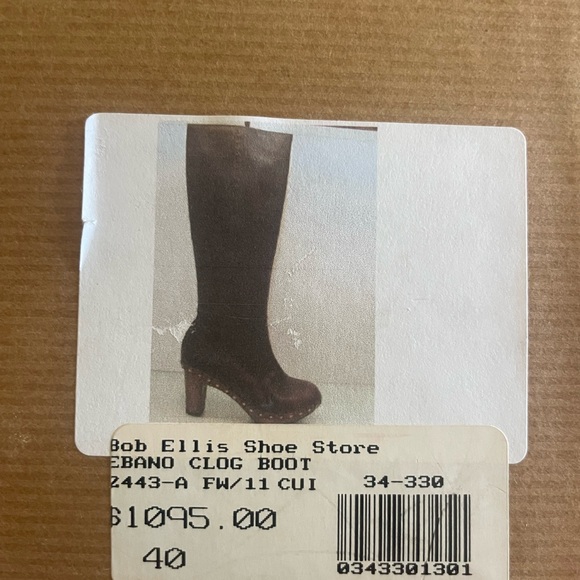 Bob Ellis Shoe Store
EBANO CLOG BOOT
2443-A FW/11 CUI 34-330
$1095.00
40 0343301301